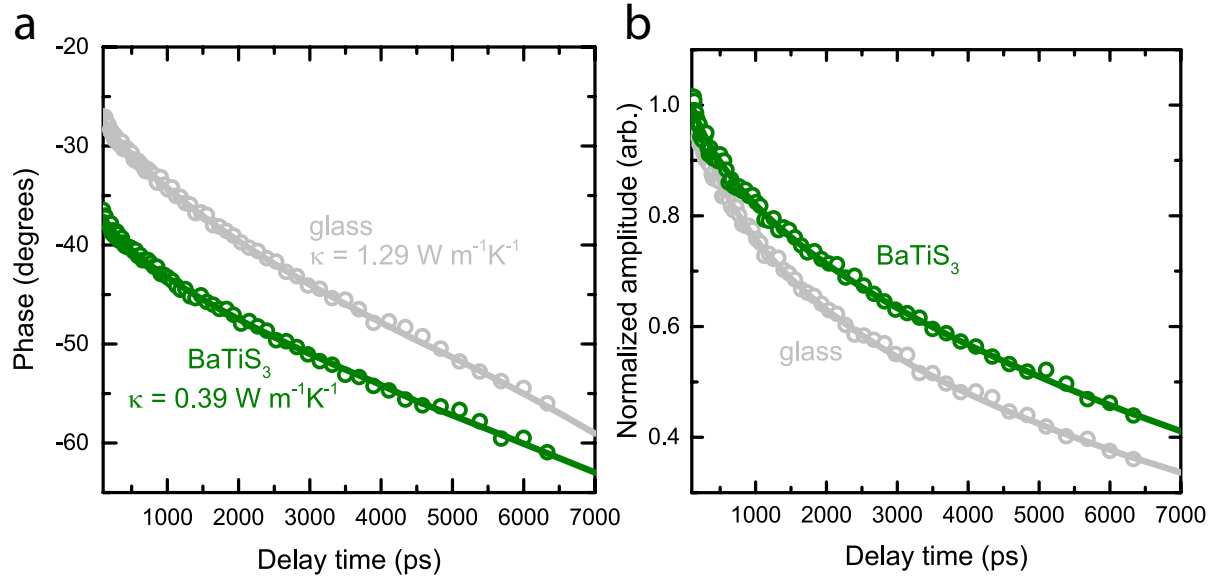 a
-20
-30
-40
-50
-60
Phase (degrees)
glass
κ = 1.29 W m⁻¹K⁻¹
BaTiS₃
κ = 0.39 W m⁻¹K⁻¹
1000 2000 3000 4000 5000 6000 7000
Delay time (ps)
b
1.0
0.8
0.6
0.4
Normalized amplitude (arb.)
BaTiS₃
glass
1000 2000 3000 4000 5000 6000 7000
Delay time (ps)